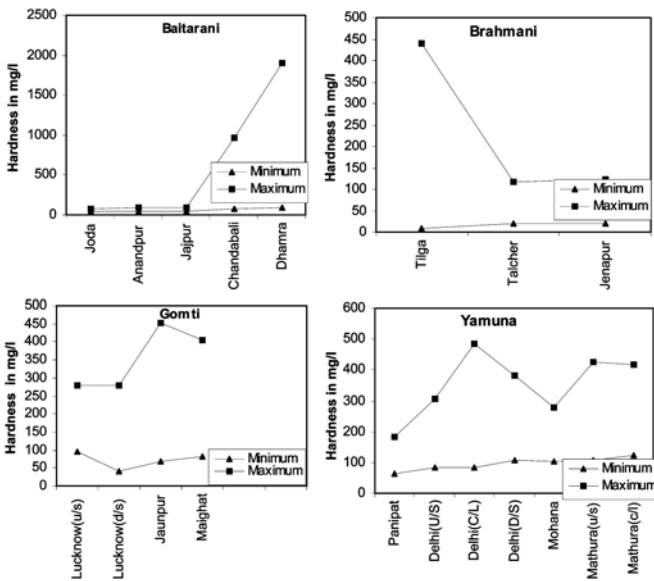 Baitarani
Hardness in mg/l
2500
2000
1500
1000
500
0
Minimum
Maximum
Joda
Anandpur
Jajpur
Chandabali
Dhamra
Brahmani
Hardness in mg/l
500
450
400
350
300
250
200
150
100
50
0
Minimum
Maximum
Tilga
Talcher
Jenapur
Gomti
Hardness in mg/l
500
450
400
350
300
250
200
150
100
50
0
Minimum
Maximum
Lucknow(u/s)
Lucknow(d/s)
Jaunpur
Maighat
Yamuna
Hardness in mg/l
600
500
400
300
200
100
0
Minimum
Maximum
Panipat
Delhi(U/S)
Delhi(C/L)
Delhi(D/S)
Mohana
Mathura(u/s)
Mathura(c/l)